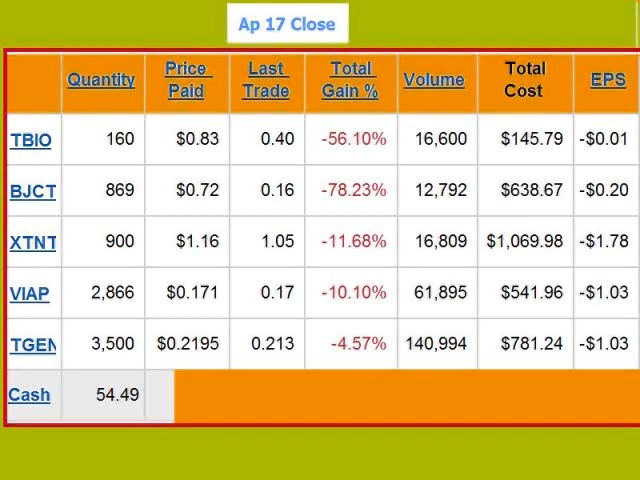 Ap 17 Close
Quantity Price Paid Last Trade Total Gain % Volume Total Cost EPS
TBIO 160 $0.83 0.40 -56.10% 16,600 $145.79 -$0.01
BJCT 869 $0.72 0.16 -78.23% 12,792 $638.67 -$0.20
XTNT 900 $1.16 1.05 -11.68% 16,809 $1,069.98 -$1.78
VIAP 2,866 $0.171 0.17 -10.10% 61,895 $541.96 -$1.03
TGEN 3,500 $0.2195 0.213 -4.57% 140,994 $781.24 -$1.03
Cash 54.49